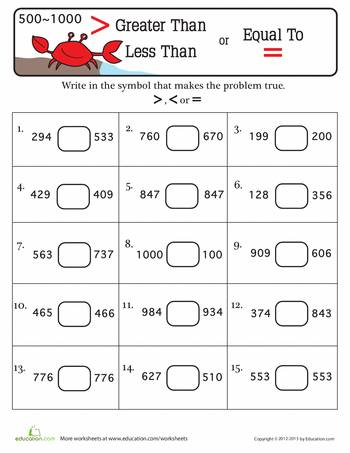 500~1000
> Greater Than
Less Than
or
Equal To
=
Write in the symbol that makes the problem true.
> , < or =
1. 294 533
2. 760 670
3. 199 200
4. 429 409
5. 847 847
6. 128 356
7. 563 737
8. 1000 100
9. 909 606
10. 465 466
11. 984 934
12. 374 843
13. 776 776
14. 627 510
15. 553 553
education.com More worksheets at www.education.com/worksheets Copyright © 2012-2013 by Education.com